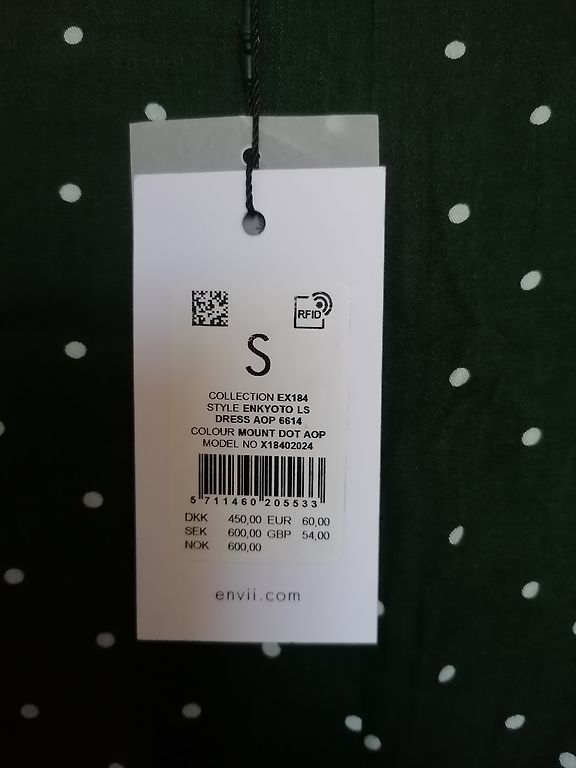 RFID
S
COLLECTION EX184
STYLE ENKYOTO LS
DRESS AOP 6614
COLOUR MOUNT DOT AOP
MODEL NO X18402024
5 711460 205533
DKK 450,00 EUR 60,00
SEK 600,00 GBP 54,00
NOK 600,00
envii.com